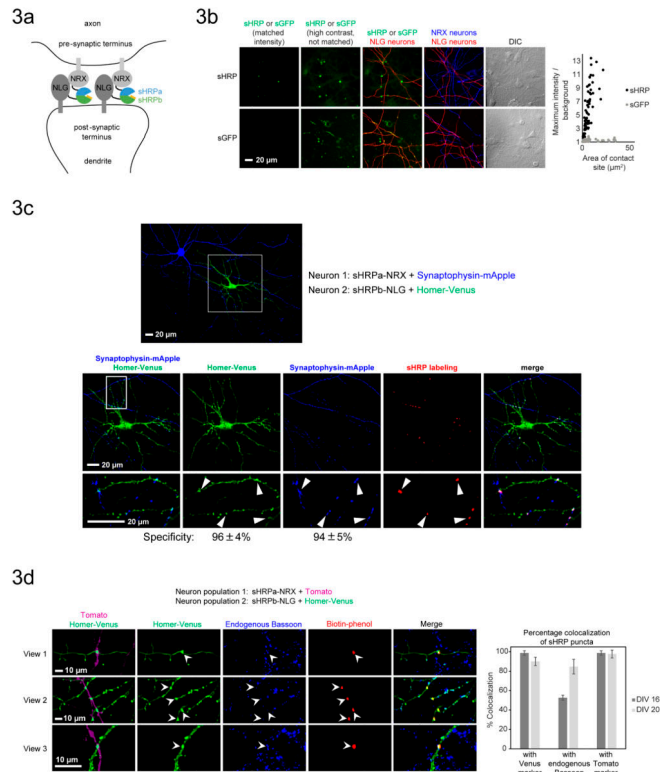 3a
axon
pre-synaptic terminus
NRX
NRX
NLG
NLG
sHRPa
sHRPb
post-synaptic
terminus
dendrite
3b
sHRP or sGFP
(matched
intensity)
sHRP or sGFP
(high contrast,
not matched)
sHRP or sGFP
NLG neurons
NRX neurons
NLG neurons
DIC
sHRP
sGFP
20 µm
Maximum intensity /
background
13
11
9
7
5
3
1
0
50
Area of contact
site (µm²)
sHRP
sGFP
3c
Neuron 1: sHRPa-NRX + Synaptophysin-mApple
Neuron 2: sHRPb-NLG + Homer-Venus
20 µm
Synaptophysin-mApple
Homer-Venus
Homer-Venus
Synaptophysin-mApple
sHRP labeling
merge
20 µm
20 µm
Specificity: 96 ± 4% 94 ± 5%
3d
Neuron population 1: sHRPa-NRX + Tomato
Neuron population 2: sHRPb-NLG + Homer-Venus
Tomato
Homer-Venus
Homer-Venus
Endogenous Bassoon
Biotin-phenol
Merge
View 1
10 µm
View 2
10 µm
View 3
10 µm
Percentage colocalization
of sHRP puncta
% Colocalization
100
80
60
40
20
0
DIV 16
DIV 20
with
Venus
with
endogenous
with
Tomato